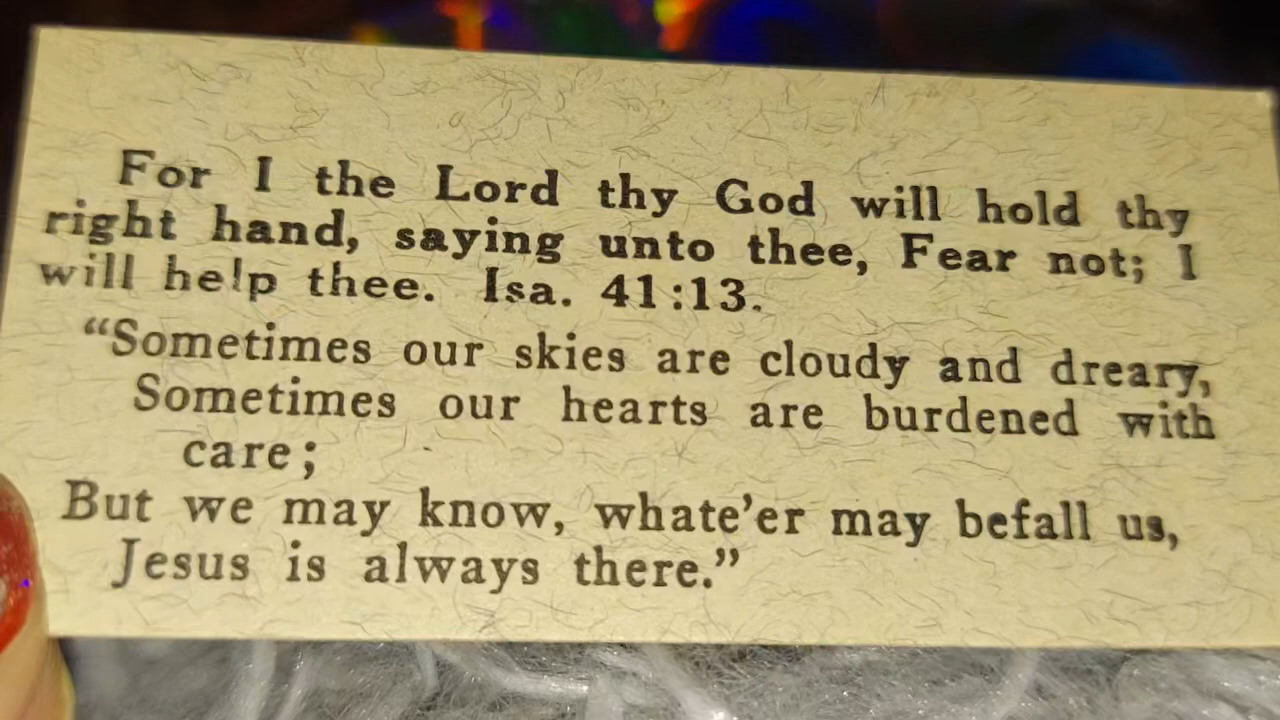 For I the Lord thy God will hold thy
right hand, saying unto thee, Fear not; I
will help thee. Isa. 41:13.
“Sometimes our skies are cloudy and dreary,
Sometimes our hearts are burdened with
care;
But we may know, whate’er may befall us,
Jesus is always there.”